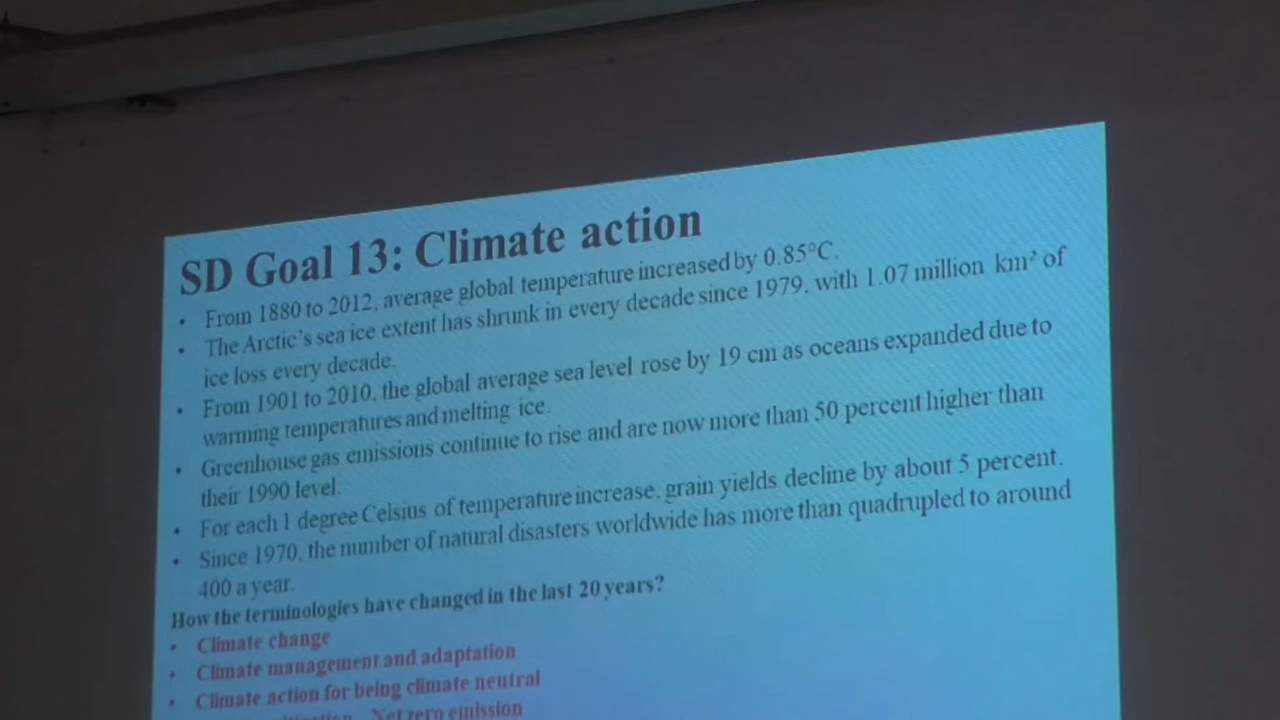 SD Goal 13: Climate action
• From 1880 to 2012, average global temperature increased by 0.85°C.
• The Arctic's sea ice extent has shrunk in every decade since 1979, with 1.07 million km² of
ice loss every decade.
• From 1901 to 2010, the global average sea level rose by 19 cm as oceans expanded due to
warming temperatures and melting ice.
• Greenhouse gas emissions continue to rise and are now more than 50 percent higher than
their 1990 level.
• For each 1 degree Celsius of temperature increase, grain yields decline by about 5 percent.
• Since 1970, the number of natural disasters worldwide has more than quadrupled to around
400 a year.
How the terminologies have changed in the last 20 years?
• Climate change
• Climate management and adaptation
• Climate action for being climate neutral
Net zero emission